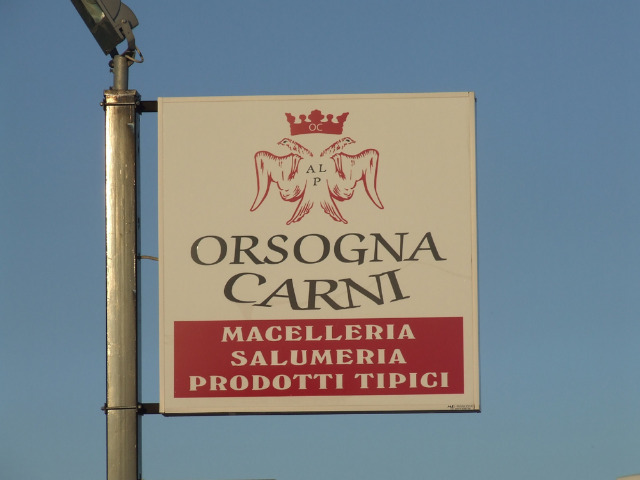 OC
AL
P
ORSOGNA
CARNI
MACELLERIA
SALUMERIA
PRODOTTI TIPICI